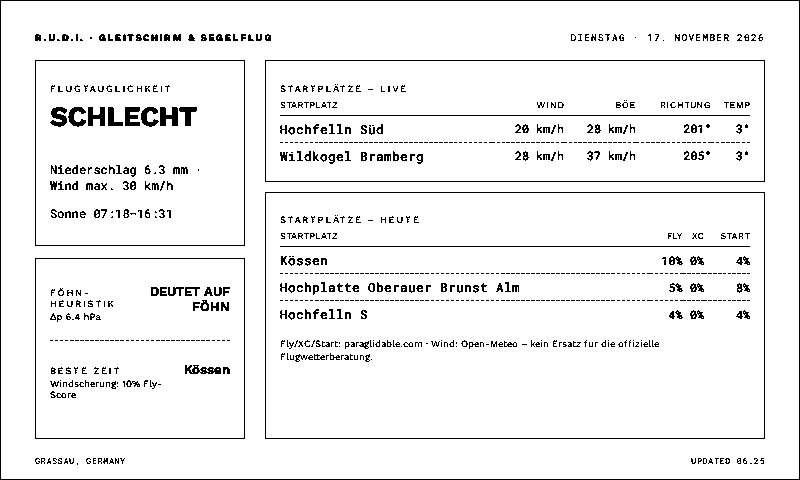 R.U.D.I. · GLEITSCHIRM & SEGELFLUG
DIENSTAG · 17. NOVEMBER 2026
FLUGTAUGLICHKEIT
SCHLECHT
Niederschlag 6.3 mm ·
Wind max. 30 km/h
Sonne 07:18–16:31
FÖHN-
HEURISTIK
Δp 6.4 hPa
DEUTET AUF
FÖHN
BESTE ZEIT
Kössen
Windscherung: 10% Fly-
Score
STARTPLÄTZE – LIVE
STARTPLATZ WIND BÖE RICHTUNG TEMP
Hochfelln Süd 20 km/h 28 km/h 201° 3°
Wildkogel Bramberg 28 km/h 37 km/h 205° 3°
STARTPLÄTZE – HEUTE
STARTPLATZ FLY XC START
Kössen 10% 0% 4%
Hochplatte Oberauer Brunst Alm 5% 0% 8%
Hochfelln S 4% 0% 4%
Fly/XC/Start: paraglidable.com · Wind: Open-Meteo – kein Ersatz für die offizielle
Flugwetterberatung.
GRASSAU, GERMANY
UPDATED 06.25